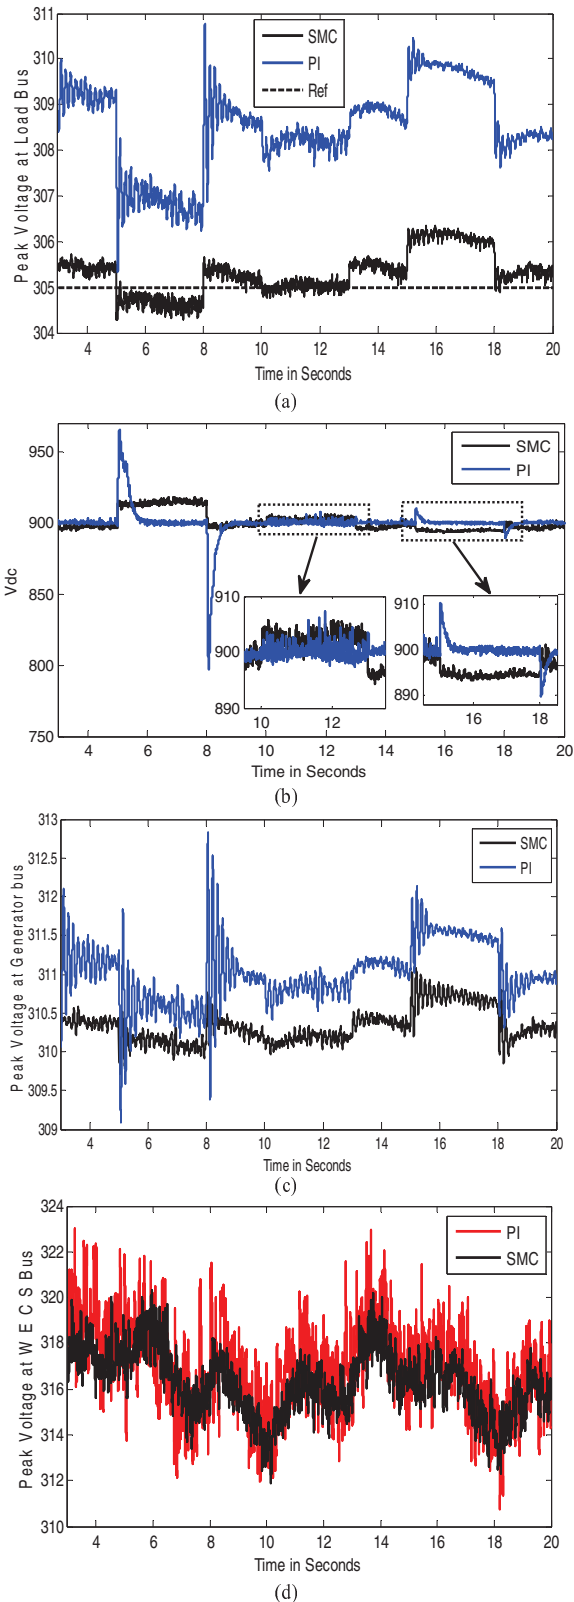 311
310
309
308
307
306
305
304
Peak Voltage at Load Bus
SMC
PI
Ref
4 6 8 10 12 14 16 18 20
Time in Seconds
(a)
950
900
850
800
750
Vdc
SMC
PI
910
900
890
10 12
910
900
890
16 18
4 6 8 10 12 14 16 18 20
Time in Seconds
(b)
313
312.5
312
311.5
311
310.5
310
309.5
309
Peak Voltage at Generator bus
SMC
PI
4 6 8 10 12 14 16 18 20
Time in Seconds
(c)
324
322
320
318
316
314
312
310
Peak Voltage at W E C S Bus
PI
SMC
4 6 8 10 12 14 16 18 20
Time in Seconds
(d)